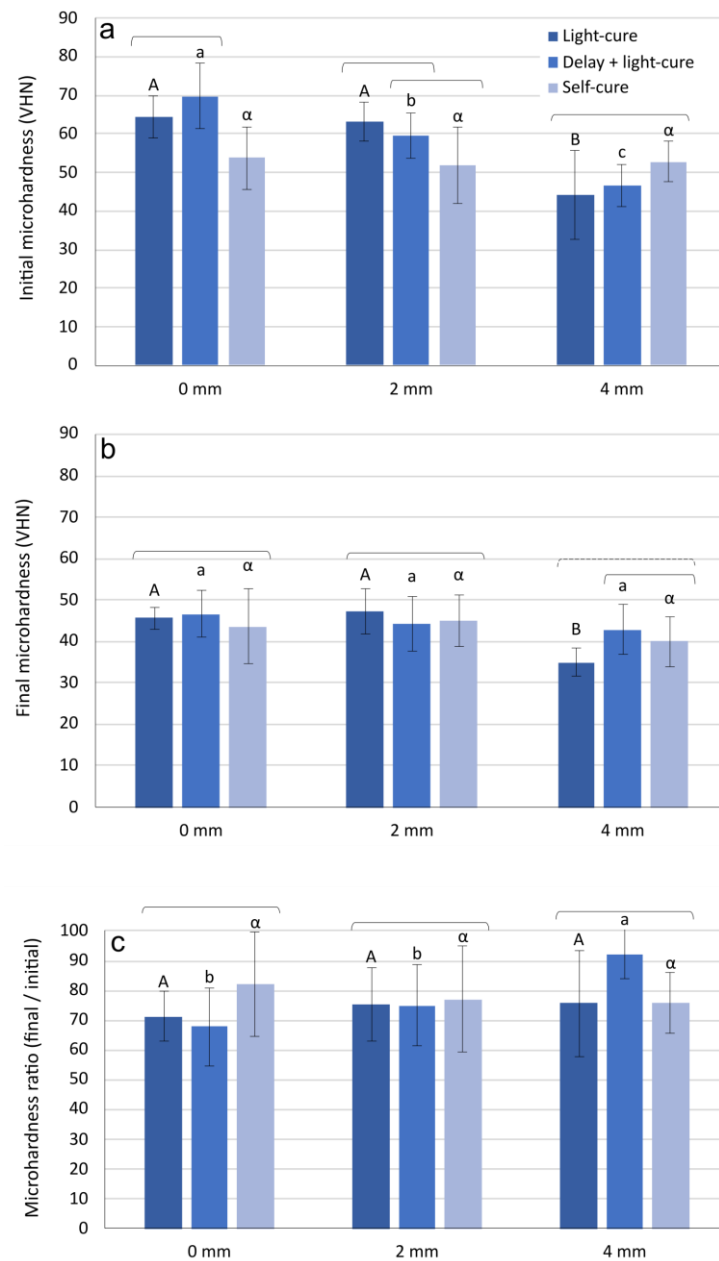 a
90
80
70
60
50
40
30
20
10
0
Initial microhardness (VHN)
Light-cure
Delay + light-cure
Self-cure
A a α
A b α
B c α
0 mm 2 mm 4 mm
b
90
80
70
60
50
40
30
20
10
0
Final microhardness (VHN)
A a α
A a α
B a α
0 mm 2 mm 4 mm
c
100
90
80
70
60
50
40
30
20
10
0
Microhardness ratio (final / initial)
A b α
A b α
A a α
0 mm 2 mm 4 mm